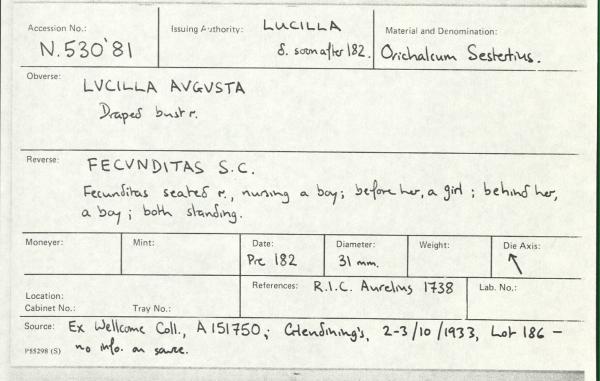 Accession No.: N.530'81
Issuing Authority: LUCILLA
d. soon after 182.
Material and Denomination:
Orichalcum Sestertius.
Obverse:
LVCILLA AVGVSTA
Draped bust r.
Reverse:
FECVNDITAS S.C.
Fecunditas seated r., nursing a boy; before her, a girl; behind her,
a boy; both standing.
Moneyer:
Mint:
Date:
Pre 182
Diameter:
31 mm.
Weight:
Die Axis:
↖
Location:
Cabinet No.: Tray No.:
References: R.I.C. Aurelius 1738
Lab. No.:
Source: Ex Wellcome Coll., A151750; Glendining's, 2-3/10/1933, Lot 186 –
P85298 (S) no info. on source.